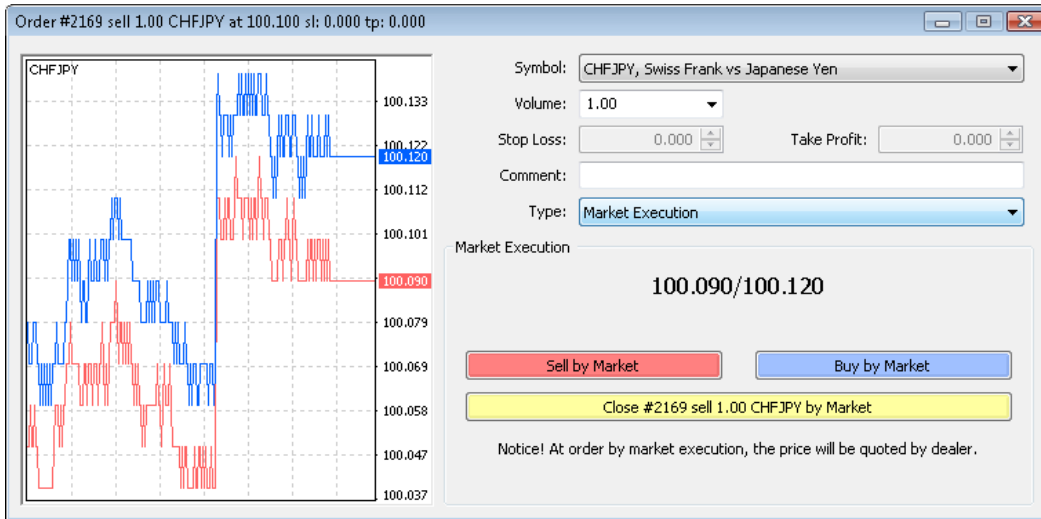 Order #2169 sell 1.00 CHFJPY at 100.100 sl: 0.000 tp: 0.000
CHFJPY
100.133
100.122
100.120
100.112
100.101
100.090
100.079
100.069
100.058
100.047
100.037
Symbol: CHFJPY, Swiss Frank vs Japanese Yen
Volume: 1.00
Stop Loss: 0.000 Take Profit: 0.000
Comment:
Type: Market Execution
Market Execution
100.090/100.120
Sell by Market Buy by Market
Close #2169 sell 1.00 CHFJPY by Market
Notice! At order by market execution, the price will be quoted by dealer.